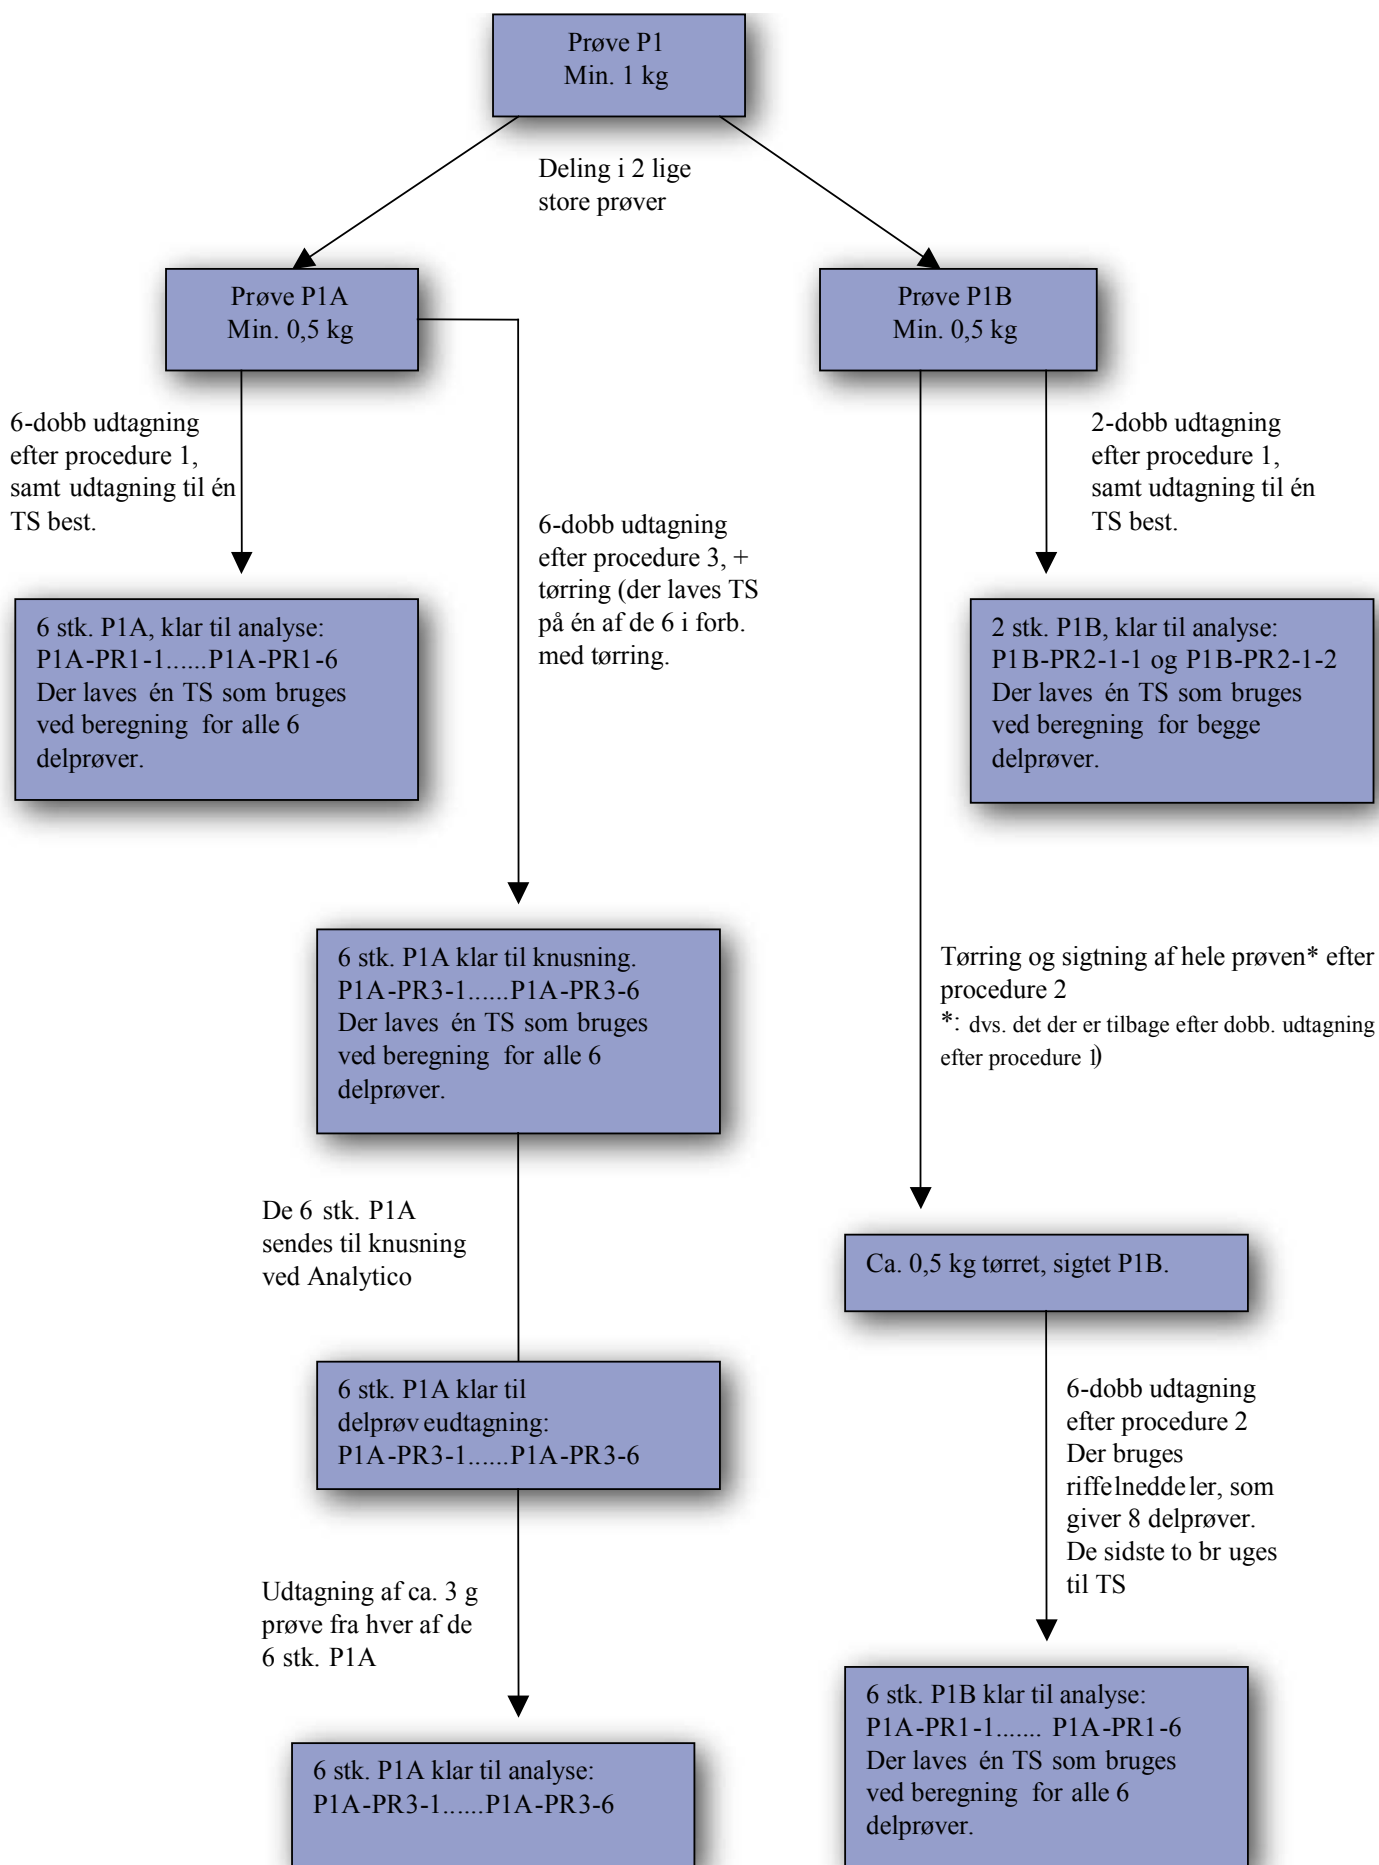 Prøve P1
Min. 1 kg
Deling i 2 lige
store prøver
Prøve P1A
Min. 0,5 kg
Prøve P1B
Min. 0,5 kg
6-dobb udtagning
efter procedure 1,
samt udtagning til én
TS best.
2-dobb udtagning
efter procedure 1,
samt udtagning til én
TS best.
6-dobb udtagning
efter procedure 3, +
tørring (der laves TS
på én af de 6 i forb.
med tørring.
6 stk. P1A, klar til analyse:
P1A-PR1-1......P1A-PR1-6
Der laves én TS som bruges
ved beregning for alle 6
delprøver.
2 stk. P1B, klar til analyse:
P1B-PR2-1-1 og P1B-PR2-1-2
Der laves én TS som bruges
ved beregning for begge
delprøver.
6 stk. P1A klar til knusning.
P1A-PR3-1......P1A-PR3-6
Der laves én TS som bruges
ved beregning for alle 6
delprøver.
Tørring og sigtning af hele prøven* efter
procedure 2
*: dvs. det der er tilbage efter dobb. udtagning
efter procedure 1)
De 6 stk. P1A
sendes til knusning
ved Analytico
Ca. 0,5 kg tørret, sigtet P1B.
6 stk. P1A klar til
delprøveudtagning:
P1A-PR3-1......P1A-PR3-6
6-dobb udtagning
efter procedure 2
Der bruges
riffelneddeler, som
giver 8 delprøver.
De sidste to br uges
til TS
Udtagning af ca. 3 g
prøve fra hver af de
6 stk. P1A
6 stk. P1A klar til analyse:
P1A-PR3-1......P1A-PR3-6
6 stk. P1B klar til analyse:
P1A-PR1-1....... P1A-PR1-6
Der laves én TS som bruges
ved beregning for alle 6
delprøver.